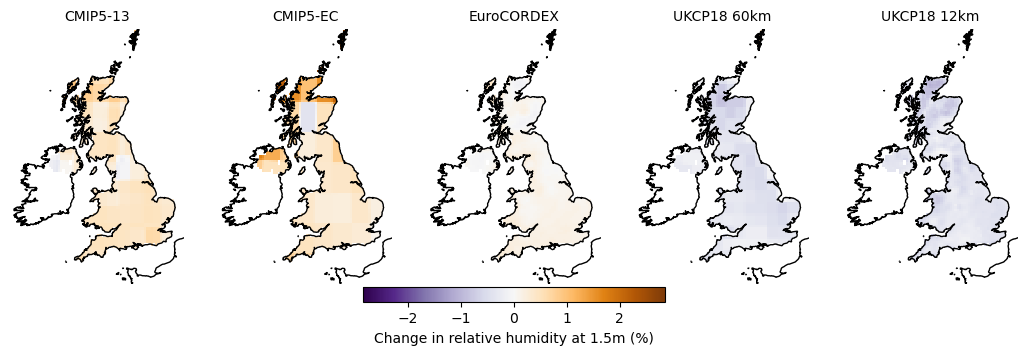 CMIP5-13 CMIP5-EC EuroCORDEX UKCP18 60km UKCP18 12km
−2 −1 0 1 2
Change in relative humidity at 1.5m (%)